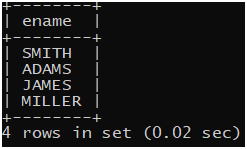 +--------+
| ename  |
+--------+
| SMITH  |
| ADAMS  |
| JAMES  |
| MILLER |
+--------+
4 rows in set (0.02 sec)